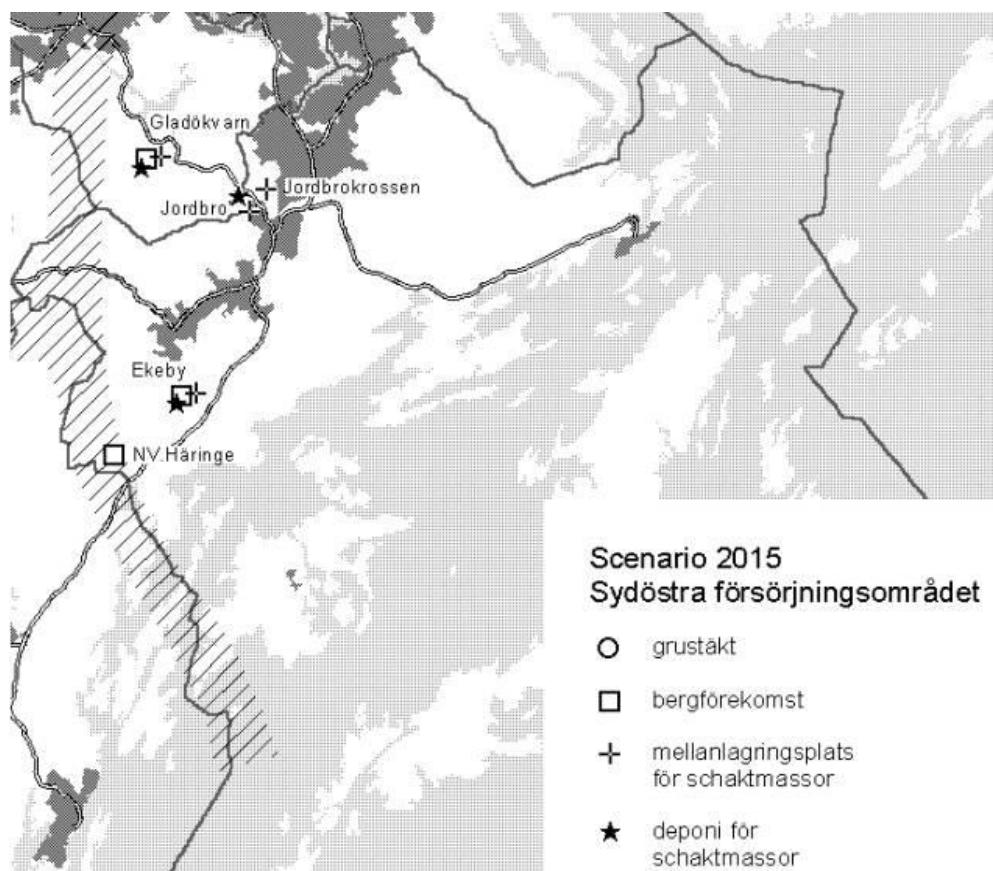 Gladökvarn
Jordbrokrossen
Jordbro
Ekeby
NV.Häringe
Scenario 2015
Sydöstra försörjningsområdet
grustäkt
bergförekomst
mellanlagringsplats
för schaktmassor
deponi för
schaktmassor